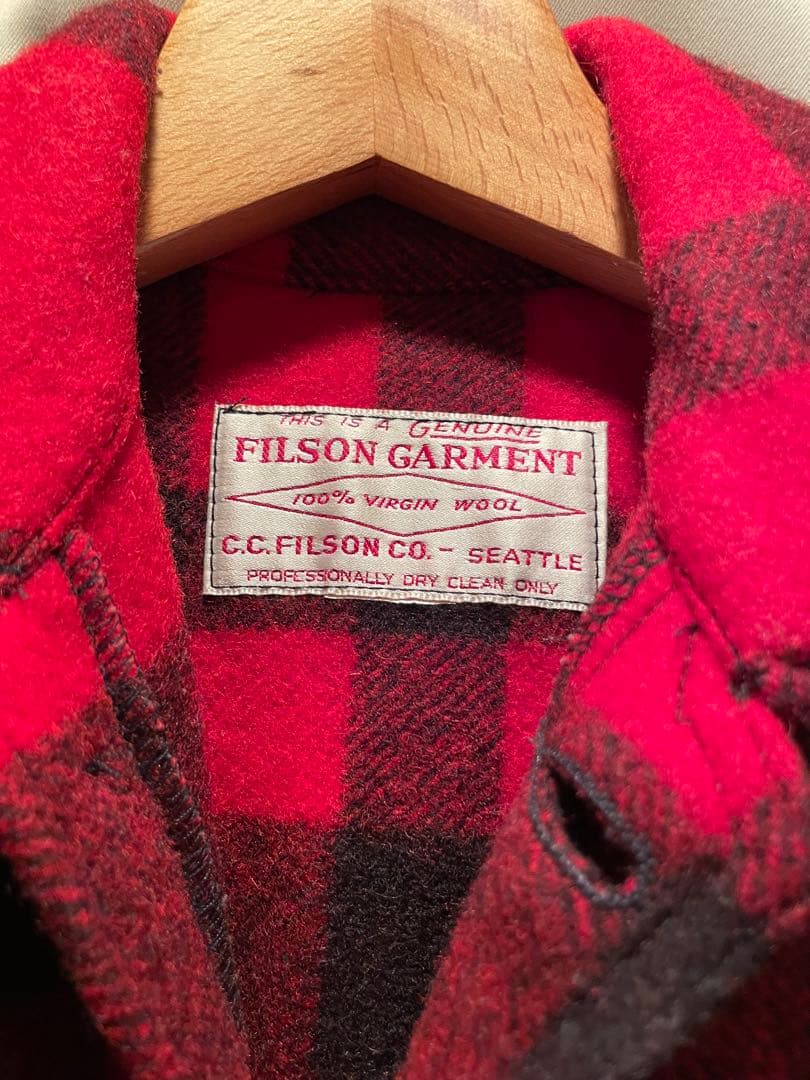 THIS IS A GENUINE
FILSON GARMENT
100% VIRGIN WOOL
C.C. FILSON CO. - SEATTLE
PROFESSIONALLY DRY CLEAN ONLY